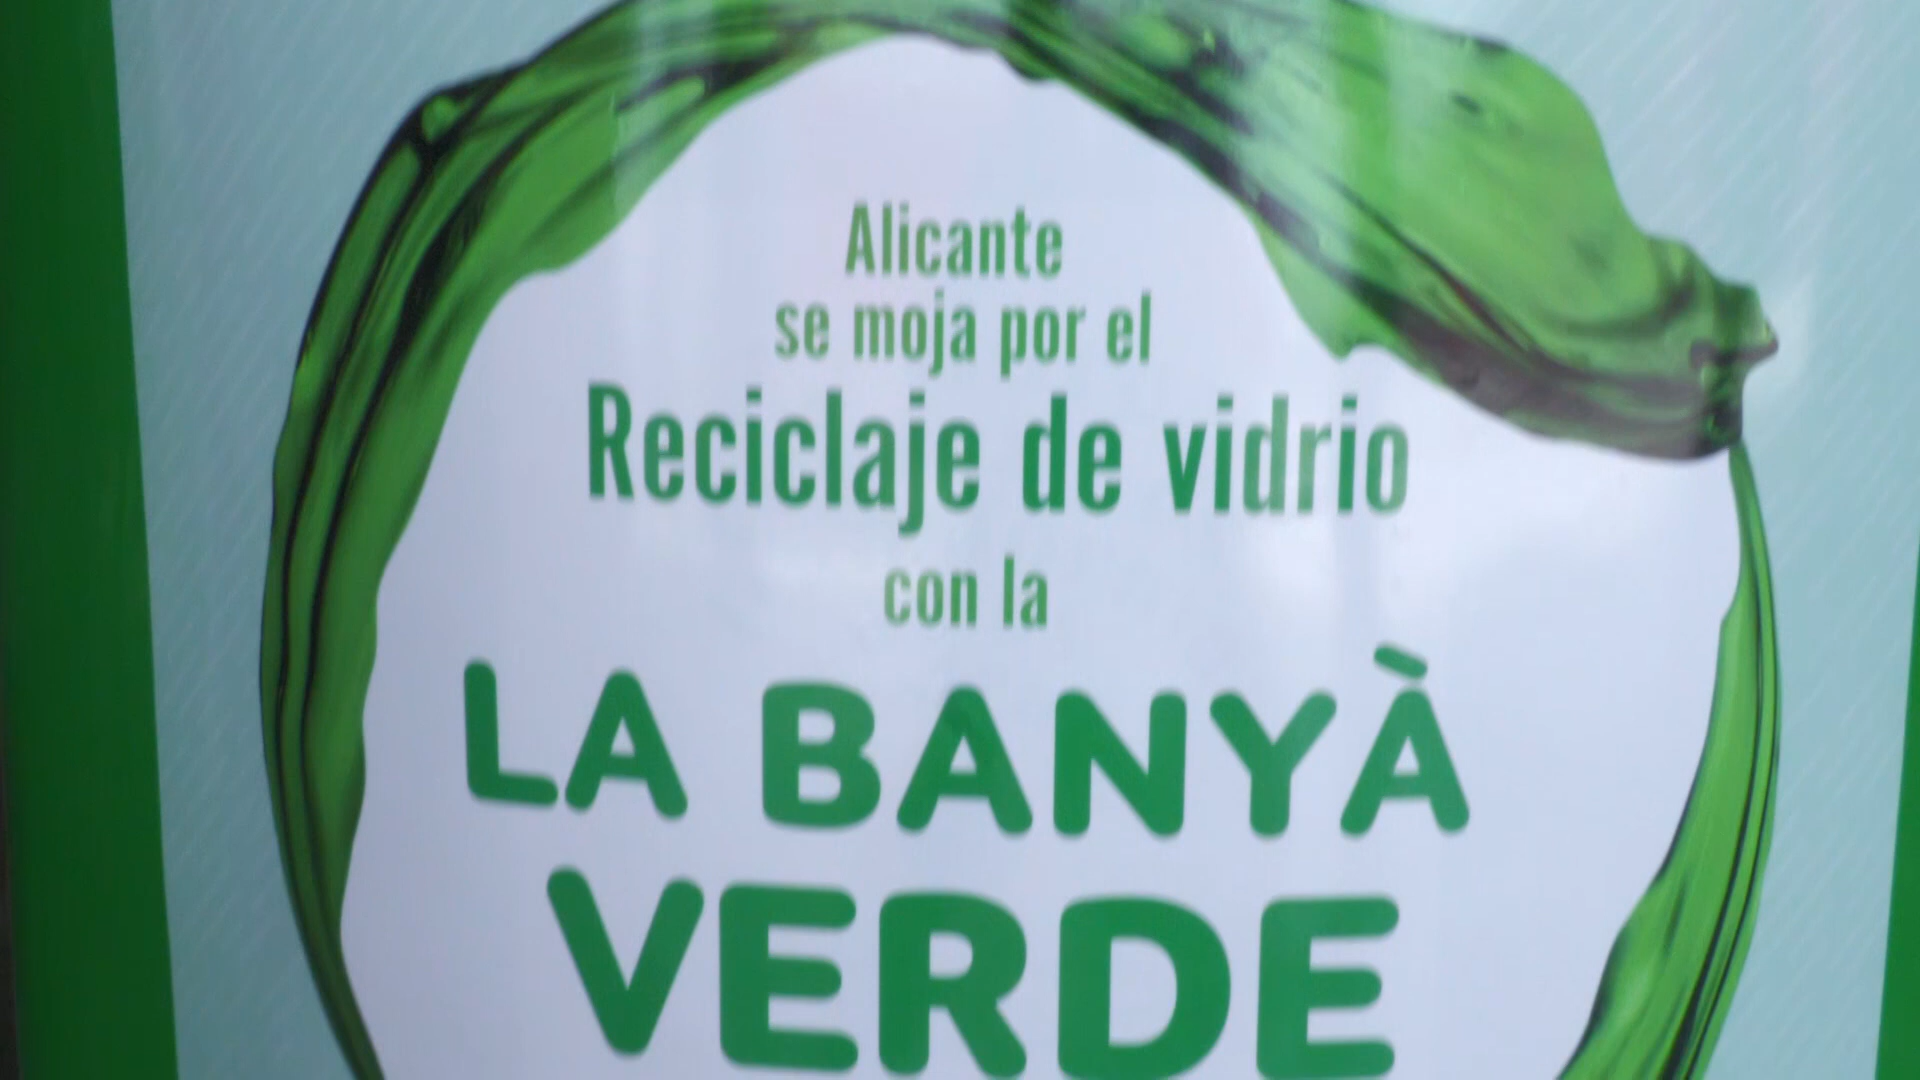 Alicante
se moja por el
Reciclaje de vidrio
con la
LA BANYÀ
VERDE